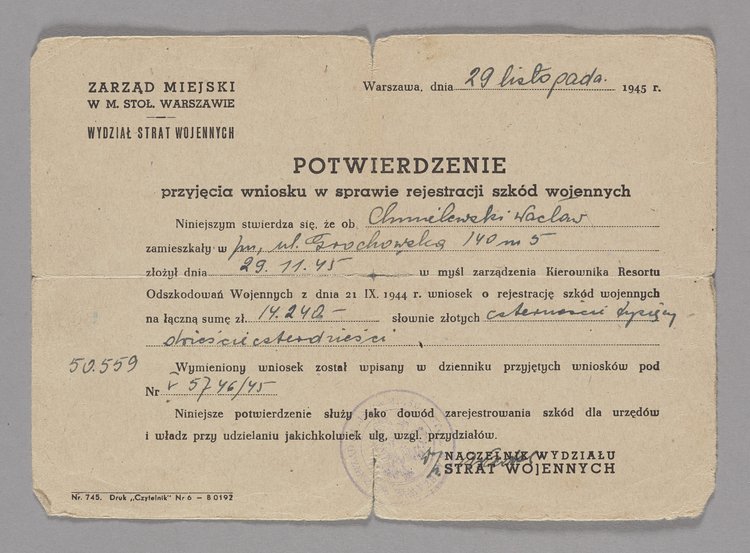 ZARZĄD MIEJSKI
W M. STOŁ. WARSZAWIE
WYDZIAŁ STRAT WOJENNYCH
Warszawa, dnia 29 listopada. 1945 r.
POTWIERDZENIE
przyjęcia wniosku w sprawie rejestracji szkód wojennych
Niniejszym stwierdza się, że ob Chmielewski Wacław
zamieszkały w ul. Grochowska 140 m 5
złożył dnia 29. 11. 45 w myśl zarządzenia Kierownika Resortu
Odszkodowań Wojennych z dnia 21 IX. 1944 r. wniosek o rejestrację szkód wojennych
na łączną sumę zł. 14.240.- słownie złotych czternaście tysięcy
dwieście czterdzieści
50.559
Wymieniony wniosek został wpisany w dzienniku przyjętych wniosków pod
Nr 5746/45
Niniejsze potwierdzenie służy jako dowód zarejestrowania szkód dla urzędów
i władz przy udzielaniu jakichkolwiek ulg, wzgl. przydziałów.
NACZELNIK WYDZIAŁU
STRAT WOJENNYCH
Nr. 745. Druk „Czytelnik" Nr 6 — B 0192